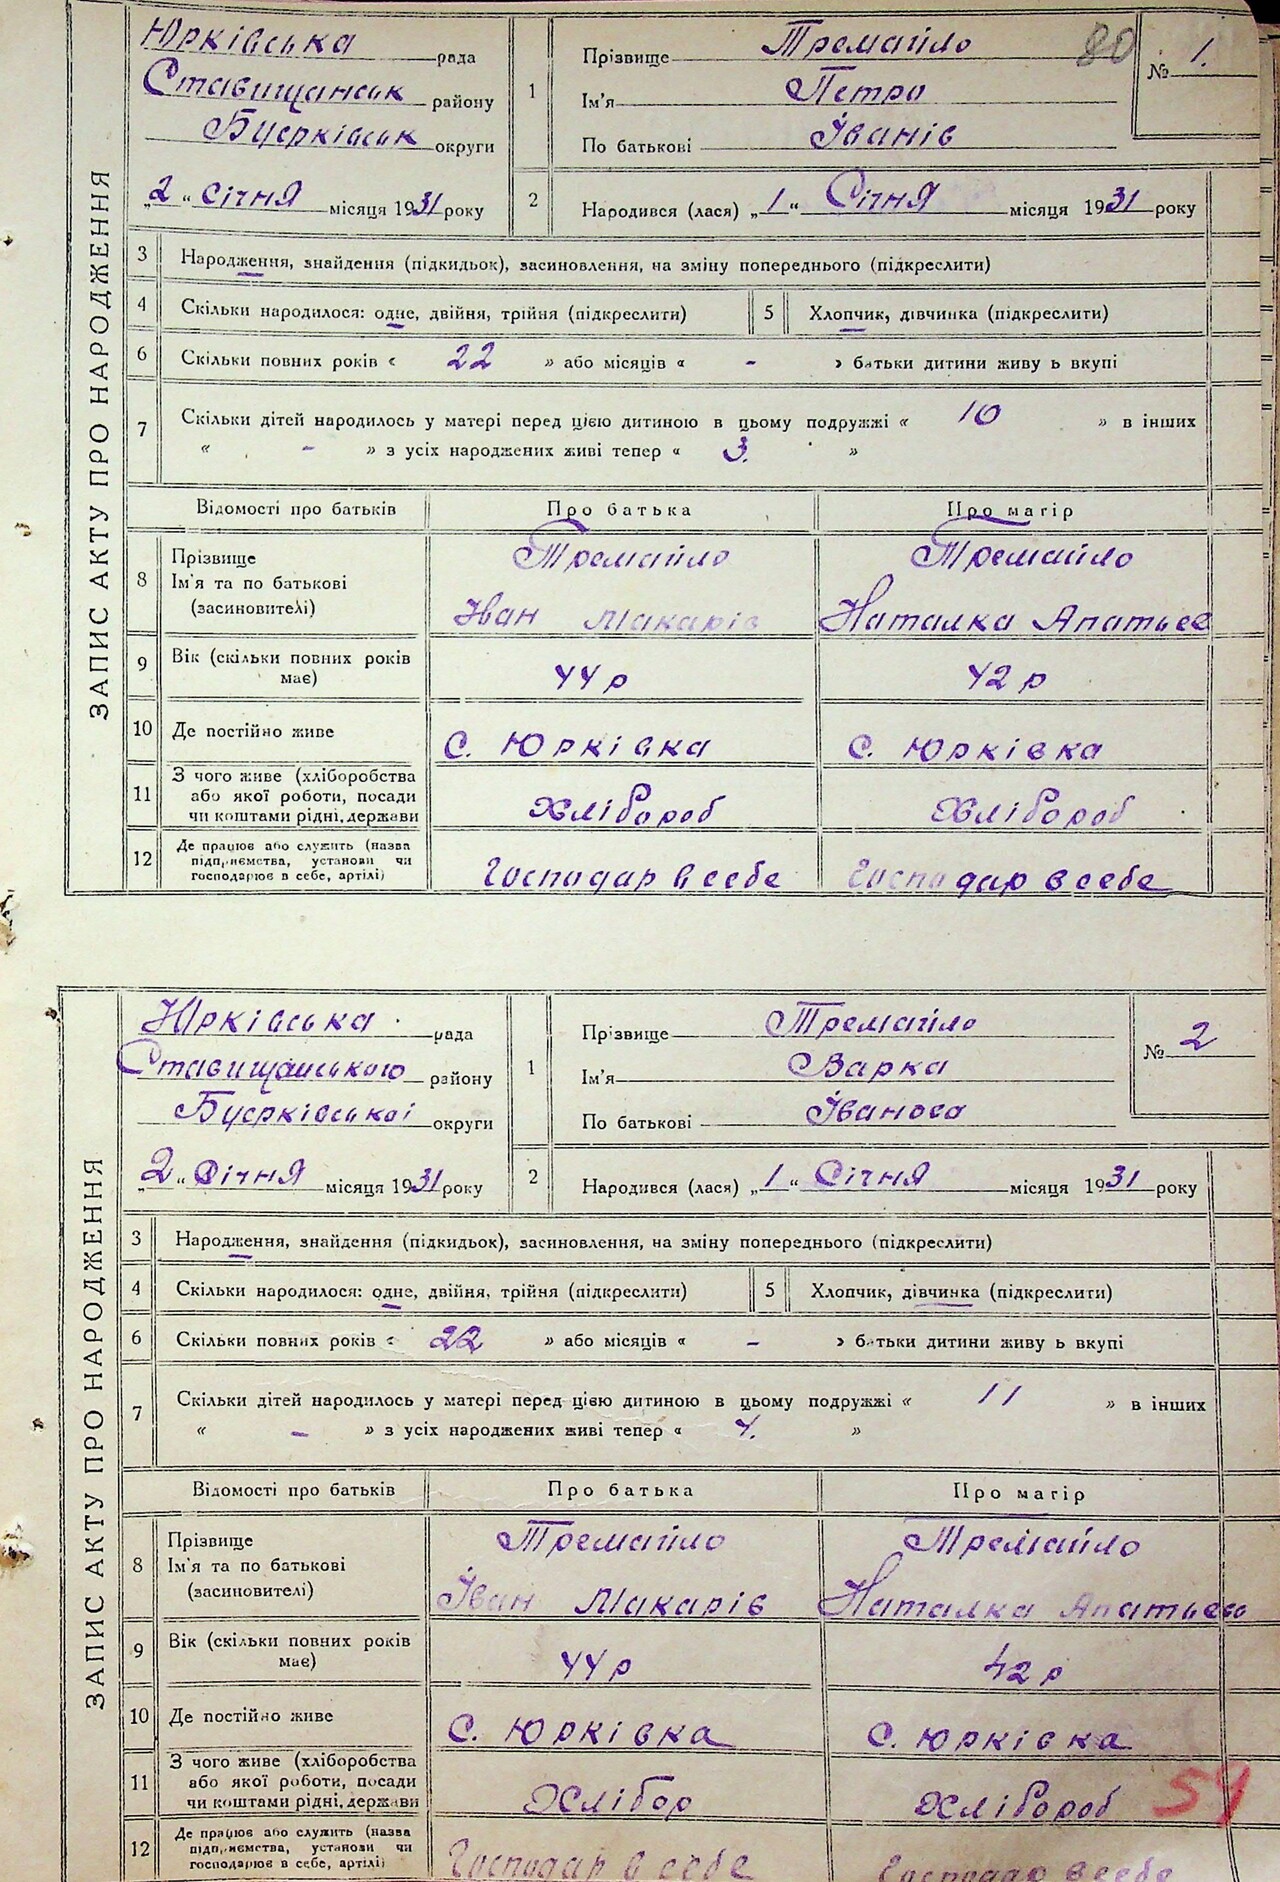 80
ЗАПИС АКТУ ПРО НАРОДЖЕННЯ
Юрківська рада
Ставищанськ району
Буерківськ округи
„2“ Січня місяця 1931 року
1 Прізвище Тремайло
Ім'я Петро
По батькові Іванів
№ 1.
2 Народився (лася) „1“ Січня місяця 1931 року
3 Народження, знайдення (підкидьок), засиновлення, на зміну попереднього (підкреслити)
4 Скільки народилося: одне, двійня, трійня (підкреслити) 5 Хлопчик, дівчинка (підкреслити)
6 Скільки повних років « 22 » або місяців « - » батьки дитини живу ь вкупі
7 Скільки дітей народилось у матері перед цією дитиною в цьому подружжі « 10 » в інших
« - » з усіх народжених живі тепер « 3. »
Відомості про батьків Про батька Про матір
8 Прізвище Тремайло Тремайло
Ім'я та по батькові
(засиновителі) Іван Макарів Наталка Апатьев
9 Вік (скільки повних років
має) 44 р 42 р
10 Де постійно живе с. Юрківка с. Юрківка
11 З чого живе (хліборобства
або якої роботи, посади
чи коштами рідні, держави Хлібороб Хлібороб
12 Де працює або служить (назва
підприємства, установи чи
господарює в себе, артілі) Господар в себе Господар в себе
ЗАПИС АКТУ ПРО НАРОДЖЕННЯ
Юрківська рада
Ставищанського району
Буерківської округи
„2“ Січня місяця 1931 року
1 Прізвище Тремайло
Ім'я Варка
По батькові Іванова
№ 2
2 Народився (лася) „1“ Січня місяця 1931 року
3 Народження, знайдення (підкидьок), засиновлення, на зміну попереднього (підкреслити)
4 Скільки народилося: одне, двійня, трійня (підкреслити) 5 Хлопчик, дівчинка (підкреслити)
6 Скільки повних років « 22 » або місяців « - » батьки дитини живу ь вкупі
7 Скільки дітей народилось у матері перед цією дитиною в цьому подружжі « 11 » в інших
« - » з усіх народжених живі тепер « 4. »
Відомості про батьків Про батька Про матір
8 Прізвище Тремайло Тремайло
Ім'я та по батькові
(засиновителі) Іван Макарів Наталка Апатьево
9 Вік (скільки повних років
має) 44 р 42 р
10 Де постійно живе с. Юрківка с. Юрківка
11 З чого живе (хліборобства
або якої роботи, посади
чи коштами рідні, держави Хлібор Хлібороб
54
12 Де працює або служить (назва
підприємства, установи чи
господарює в себе, артілі) Господар в себе Господар в себе